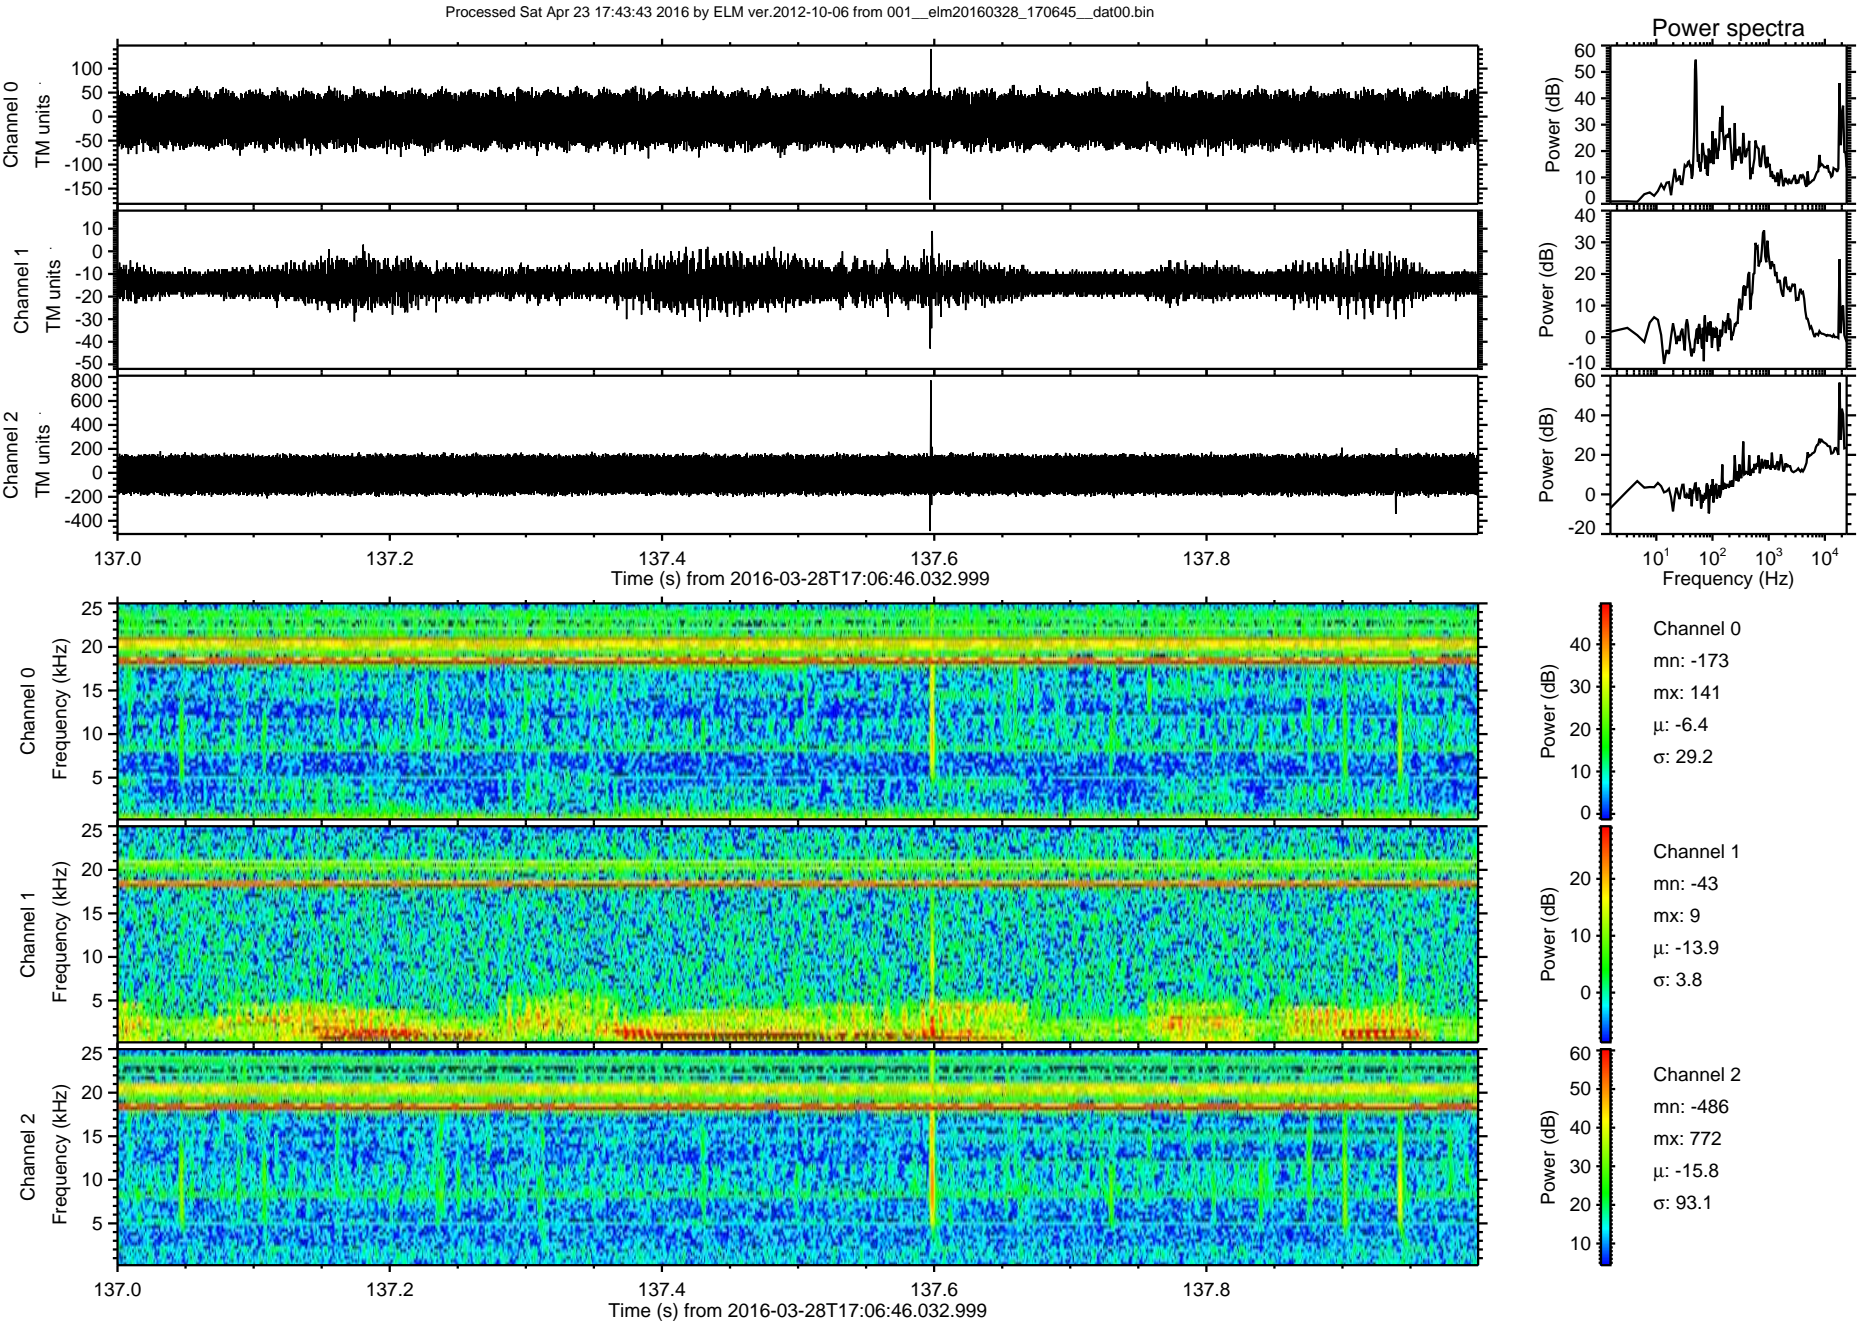 Processed Sat Apr 23 17:43:43 2016 by ELM ver.2012-10-06 from 001__elm20160328_170645__dat00.bin
Power spectra
Channel 0
TM units
100
50
0
-50
-100
-150
Power (dB)
60
50
40
30
20
10
0
Channel 1
TM units
10
0
-10
-20
-30
-40
-50
Power (dB)
40
30
20
10
0
-10
Channel 2
TM units
800
600
400
200
0
-200
-400
Power (dB)
60
40
20
0
-20
137.0 137.2 137.4 137.6 137.8
Time (s) from 2016-03-28T17:06:46.032.999
10¹ 10² 10³ 10⁴
Frequency (Hz)
Channel 0
Frequency (kHz)
25
20
15
10
5
Power (dB)
40
30
20
10
0
Channel 0
mn: -173
mx: 141
μ: -6.4
σ: 29.2
Channel 1
Frequency (kHz)
25
20
15
10
5
Power (dB)
20
10
0
Channel 1
mn: -43
mx: 9
μ: -13.9
σ: 3.8
Channel 2
Frequency (kHz)
25
20
15
10
5
Power (dB)
60
50
40
30
20
10
Channel 2
mn: -486
mx: 772
μ: -15.8
σ: 93.1
137.0 137.2 137.4 137.6 137.8
Time (s) from 2016-03-28T17:06:46.032.999